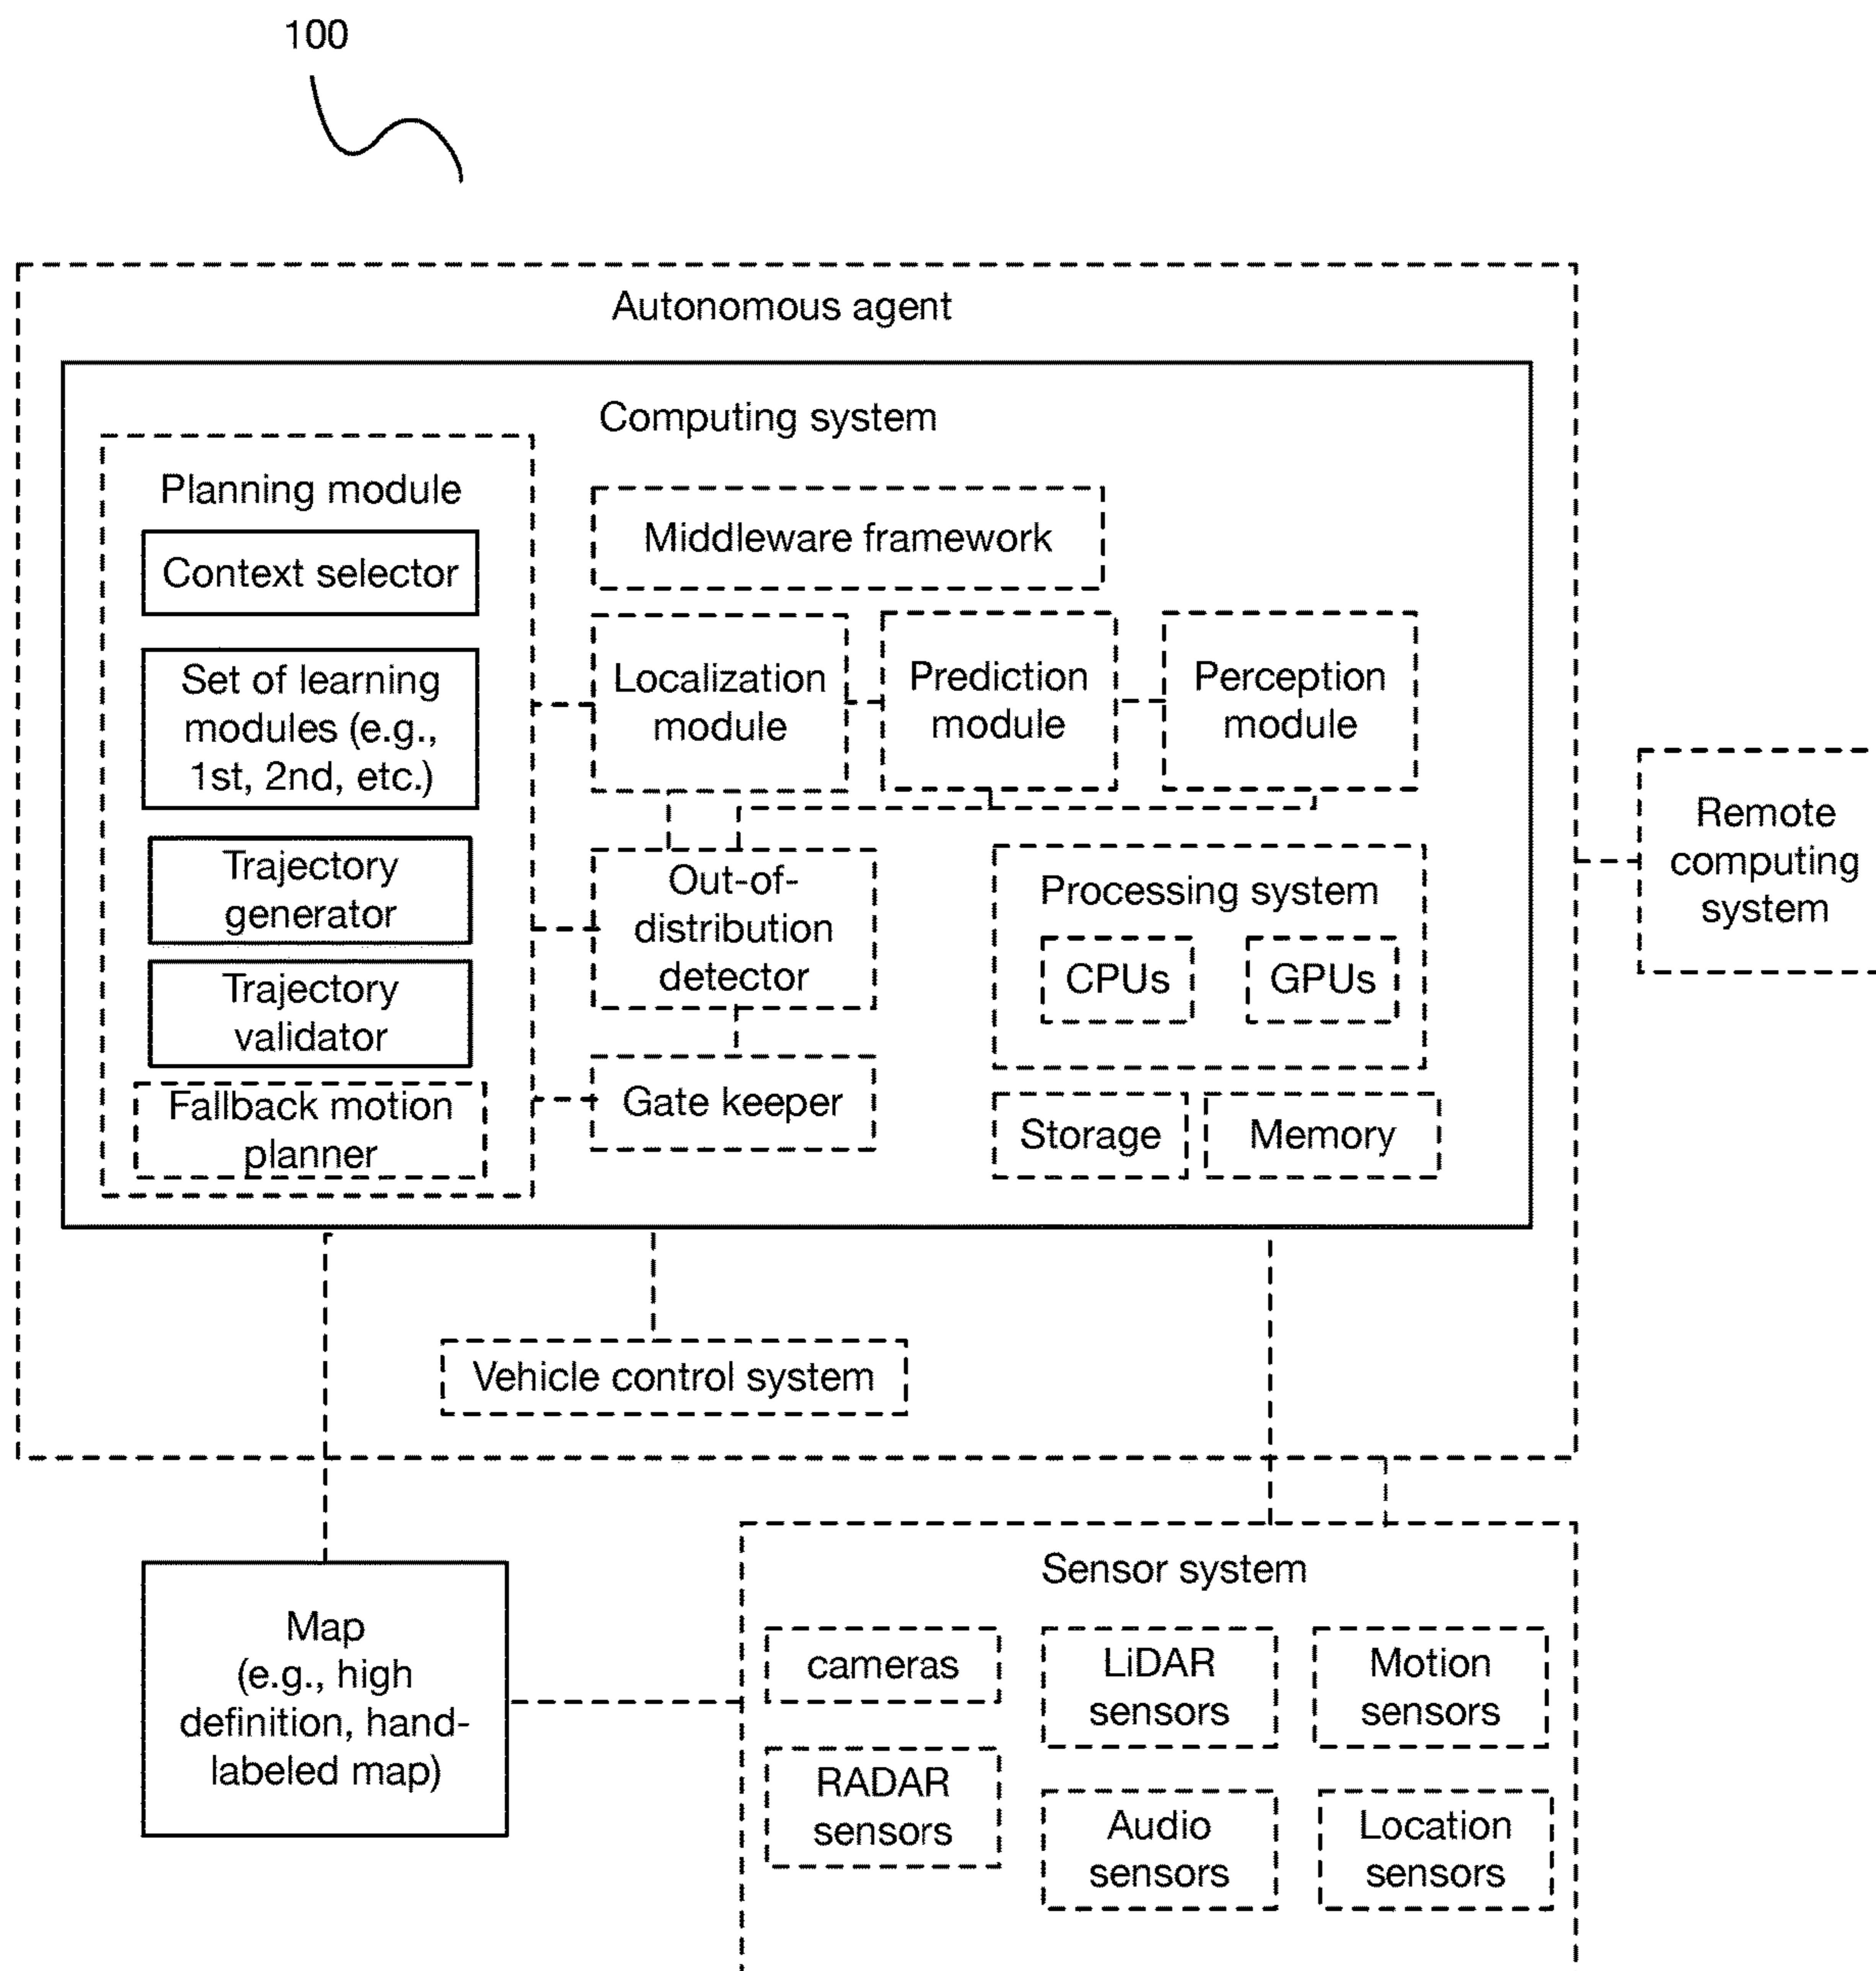 100
Autonomous agent
Computing system
Planning module
Context selector
Set of learning
modules (e.g.,
1st, 2nd, etc.)
Trajectory
generator
Trajectory
validator
Fallback motion
planner
Middleware framework
Localization
module
Prediction
module
Perception
module
Out-of-
distribution
detector
Gate keeper
Processing system
CPUs
GPUs
Storage
Memory
Remote
computing
system
Vehicle control system
Map
(e.g., high
definition, hand-
labeled map)
Sensor system
cameras
LiDAR
sensors
Motion
sensors
RADAR
sensors
Audio
sensors
Location
sensors